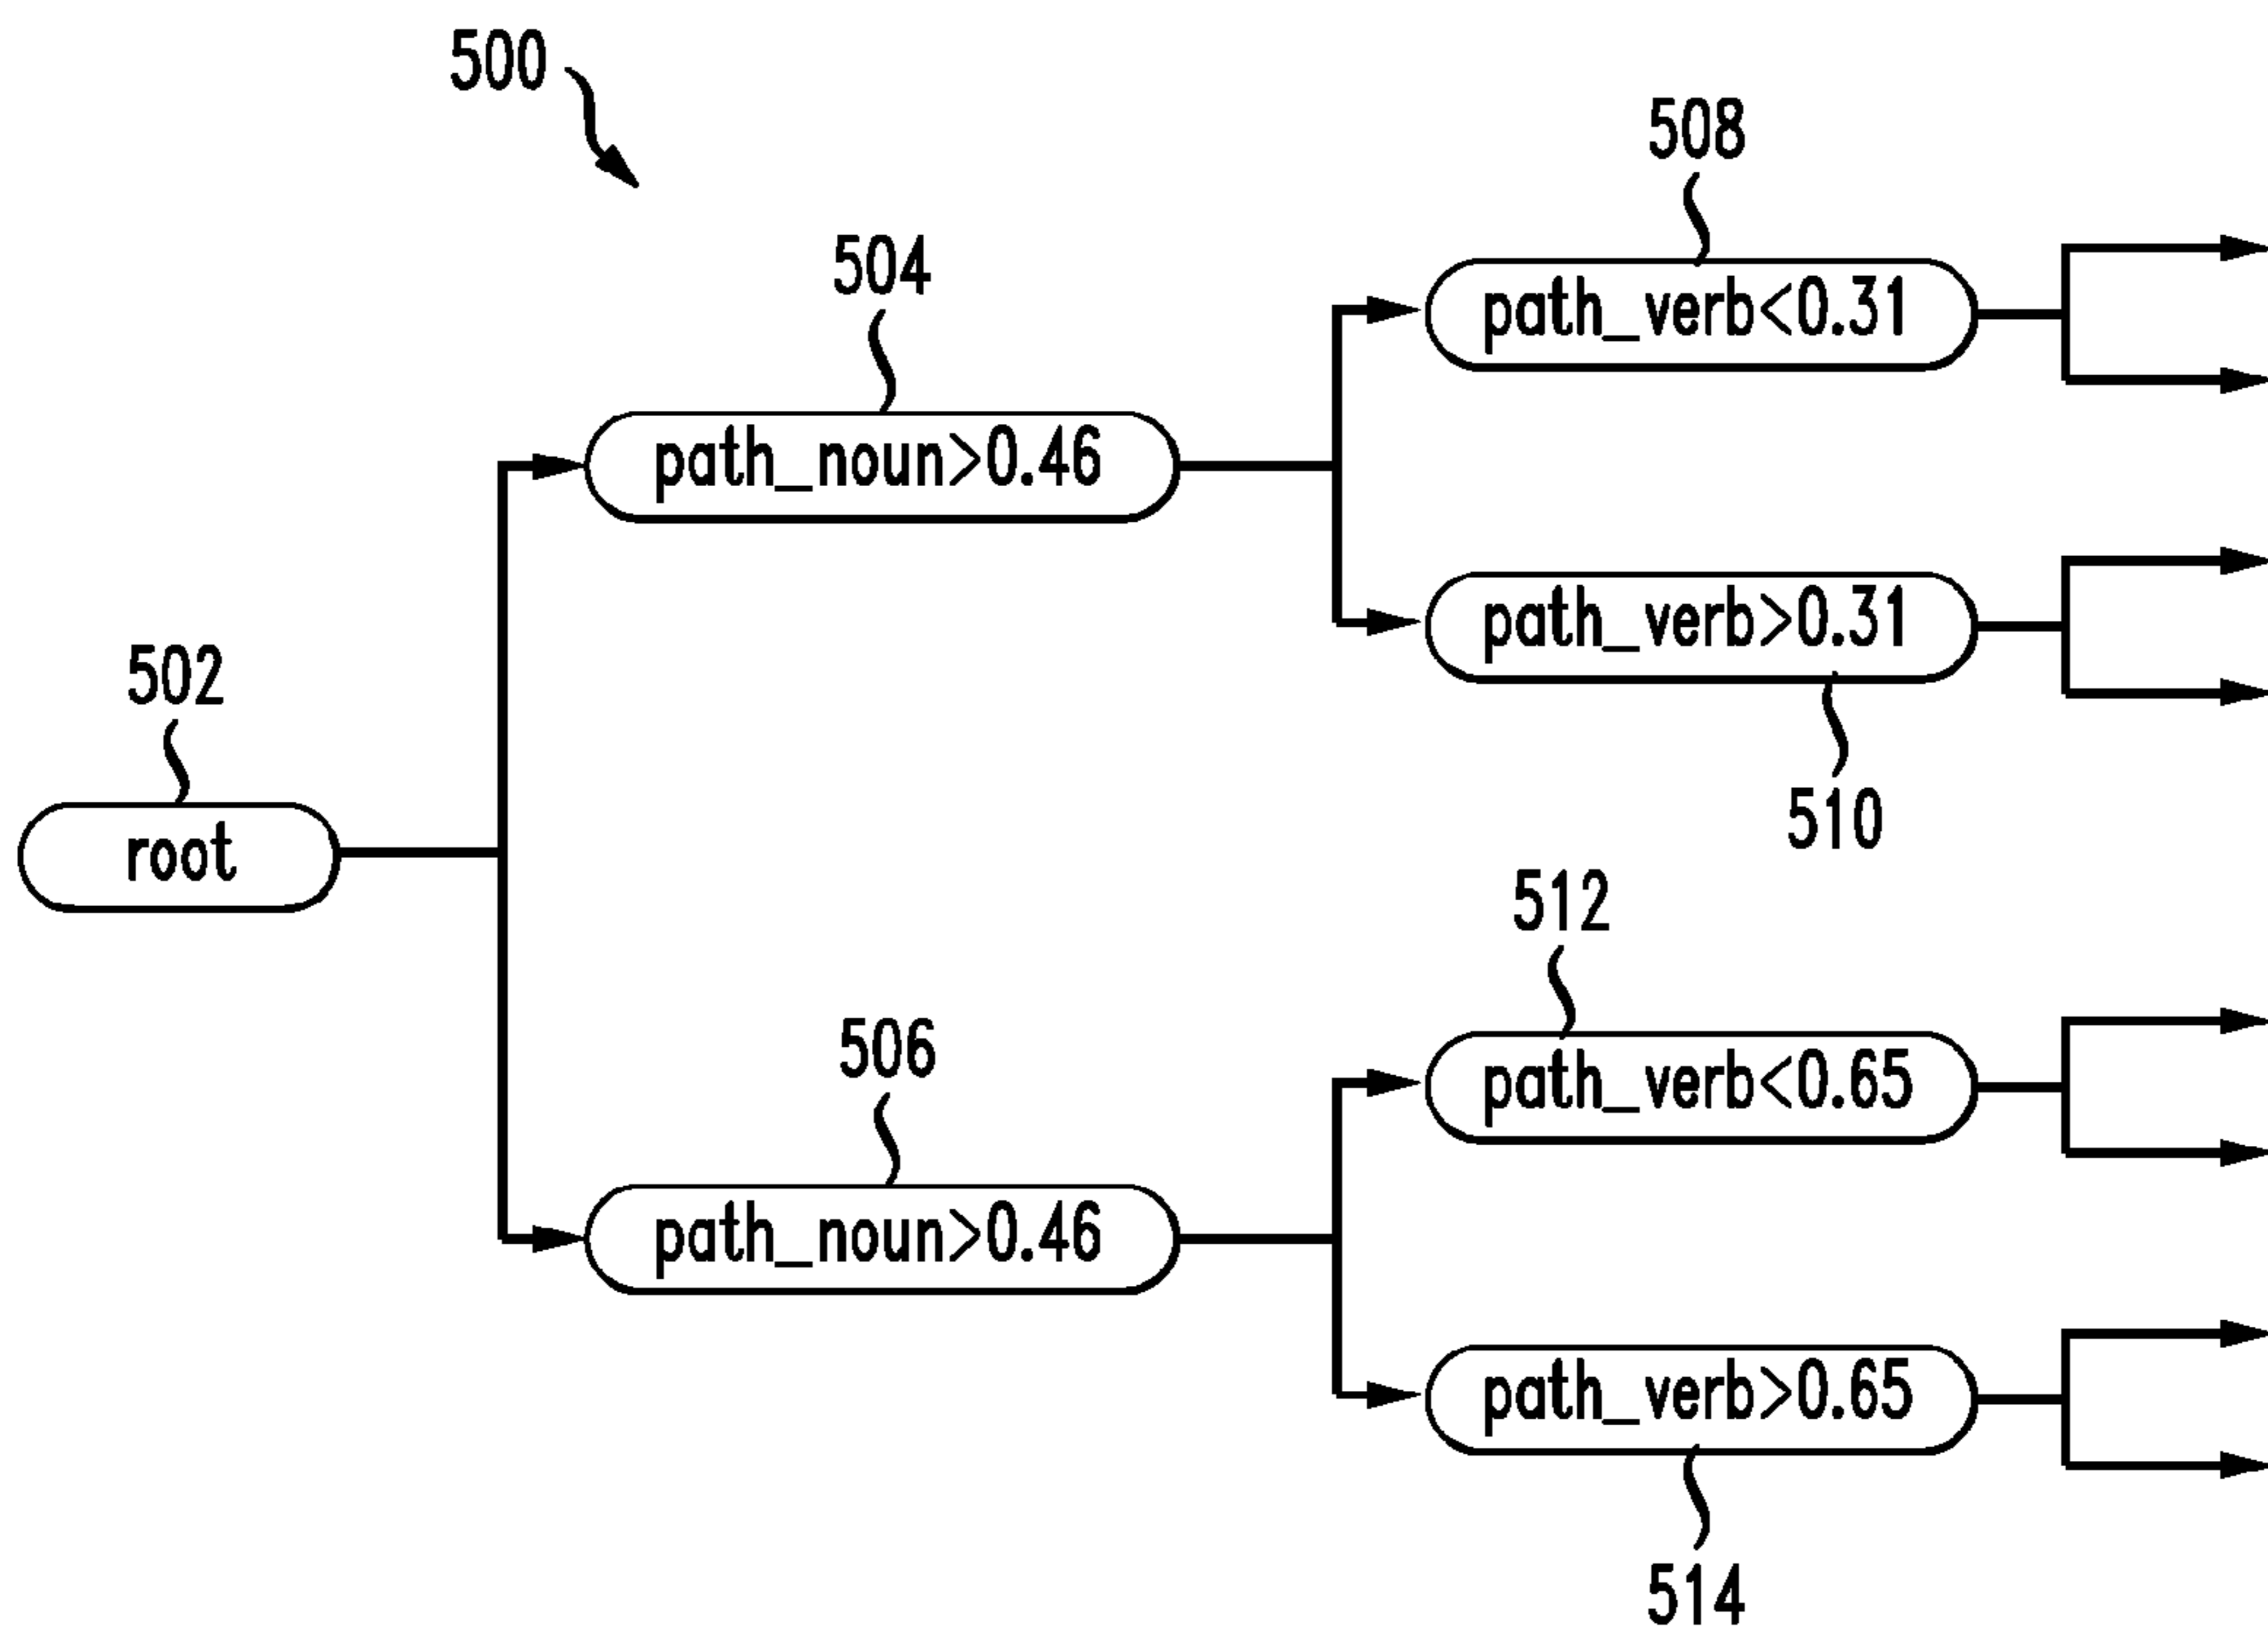 500
508
504
path_verb<0.31
path_noun>0.46
path_verb>0.31
502
510
root
512
506
path_verb<0.65
path_noun>0.46
path_verb>0.65
514